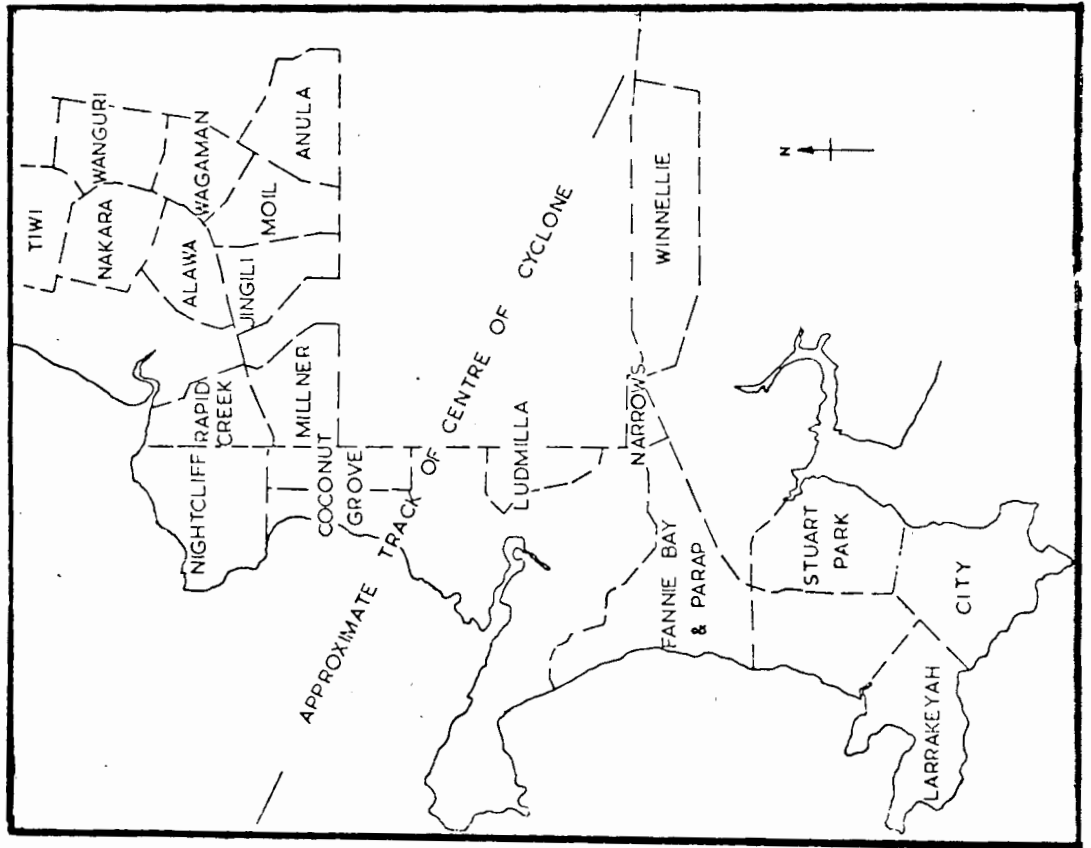 TIWI
WANGURI
NAKARA
WAGAMAN
ANULA
ALAWA
MOIL
JINGILI
RAPID
CREEK
NIGHTCLIFF
MILLNER
COCONUT
GROVE
APPROXIMATE TRACK OF CENTRE OF CYCLONE
LUDMILLA
NARROWS
WINNELLIE
N
FANNIE BAY
& PARAP
STUART
PARK
CITY
LARRAKEYAH